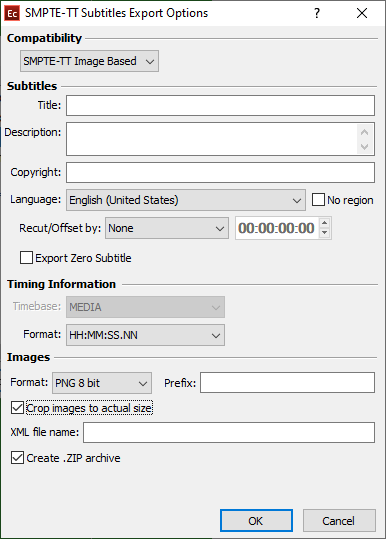 Ec SMPTE-TT Subtitles Export Options ?
Compatibility
SMPTE-TT Image Based
Subtitles
Title:
Description:
Copyright:
Language: English (United States) No region
Recut/Offset by: None 00:00:00:00
Export Zero Subtitle
Timing Information
Timebase: MEDIA
Format: HH:MM:SS.NN
Images
Format: PNG 8 bit Prefix:
Crop images to actual size
XML file name:
Create .ZIP archive
OK Cancel